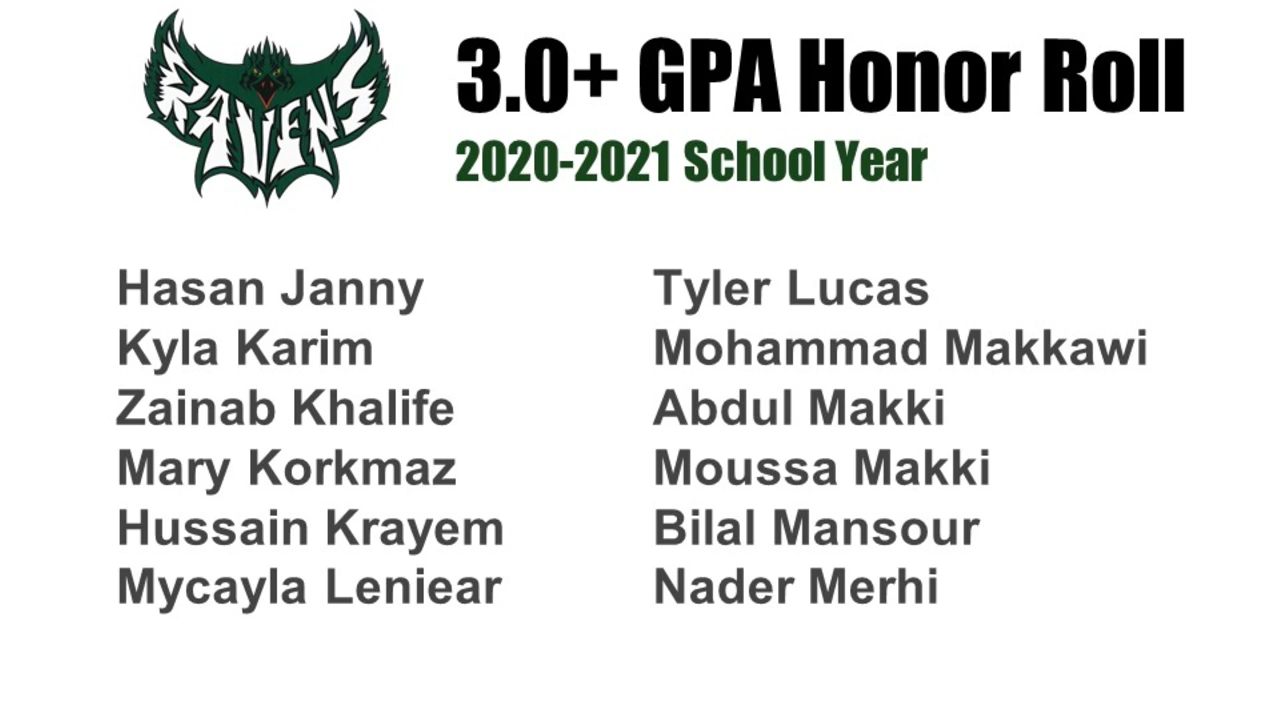 RAVENS
3.0+ GPA Honor Roll
2020-2021 School Year
Hasan Janny
Kyla Karim
Zainab Khalife
Mary Korkmaz
Hussain Krayem
Mycayla Leniear
Tyler Lucas
Mohammad Makkawi
Abdul Makki
Moussa Makki
Bilal Mansour
Nader Merhi